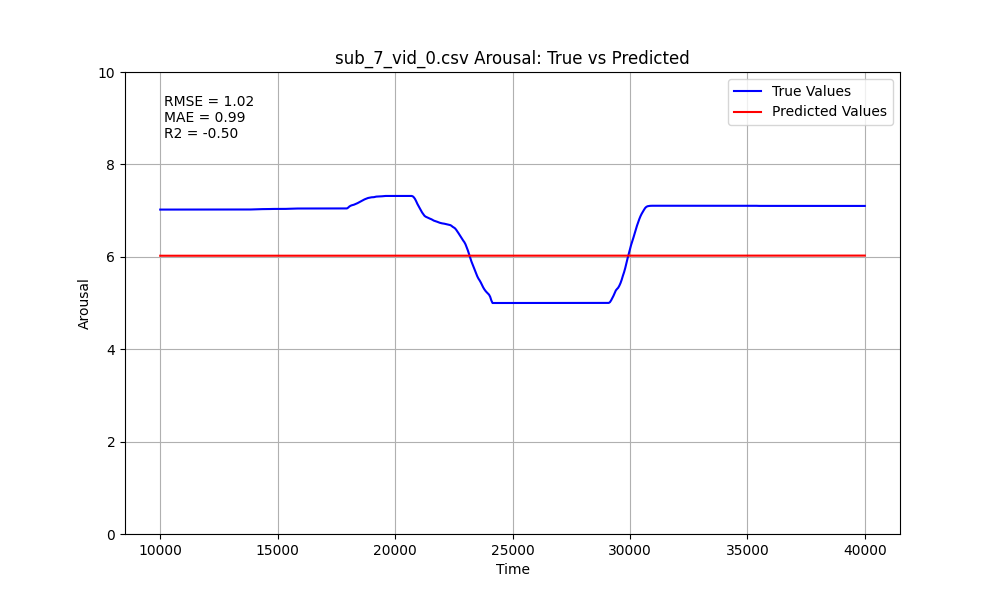 sub_7_vid_0.csv Arousal: True vs Predicted
10
8
6
4
2
0
Arousal
RMSE = 1.02
MAE = 0.99
R2 = -0.50
True Values
Predicted Values
10000 15000 20000 25000 30000 35000 40000
Time